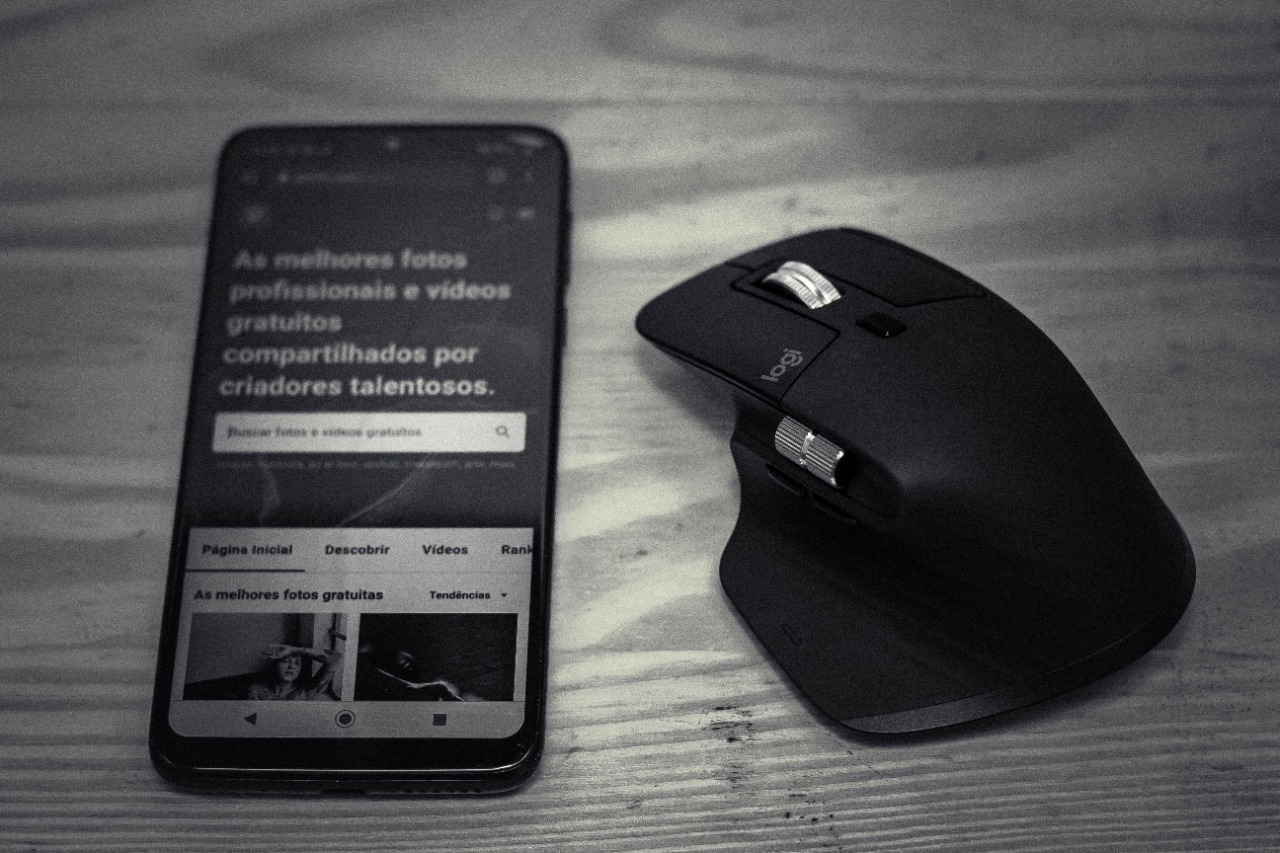 As melhores fotos
profissionais e vídeos
gratuitos
compartilhados por
criadores talentosos.
Buscar fotos e vídeos gratuitos
Página Inicial Descobrir Vídeos Rank
As melhores fotos gratuitas Tendências
logi